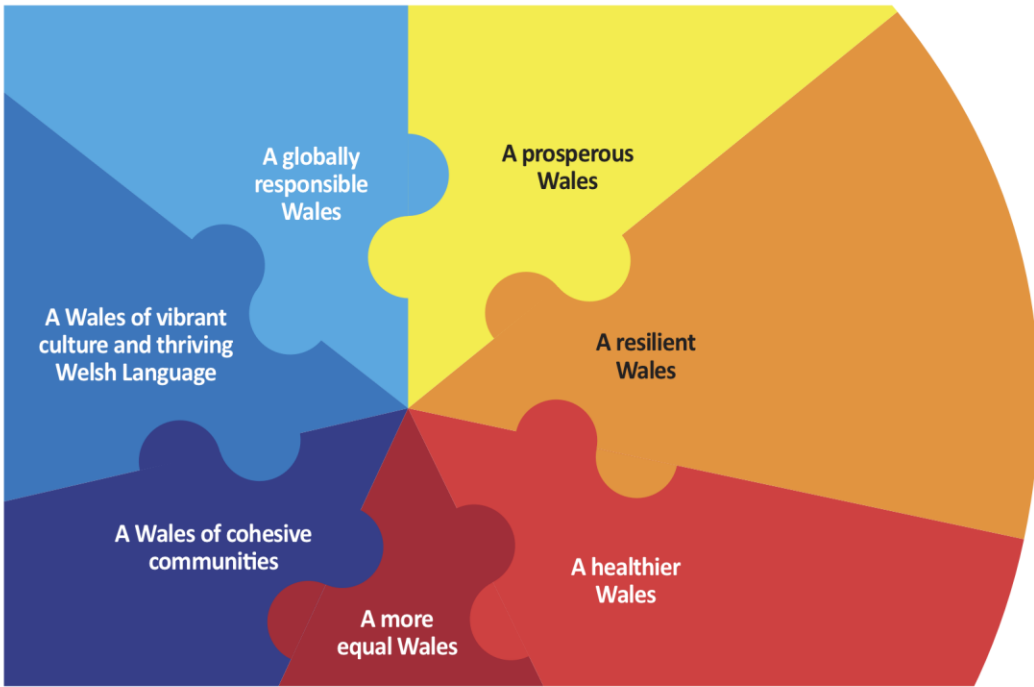 A globally
responsible
Wales
A prosperous
Wales
A resilient
Wales
A healthier
Wales
A more
equal Wales
A Wales of cohesive
communities
A Wales of vibrant
culture and thriving
Welsh Language